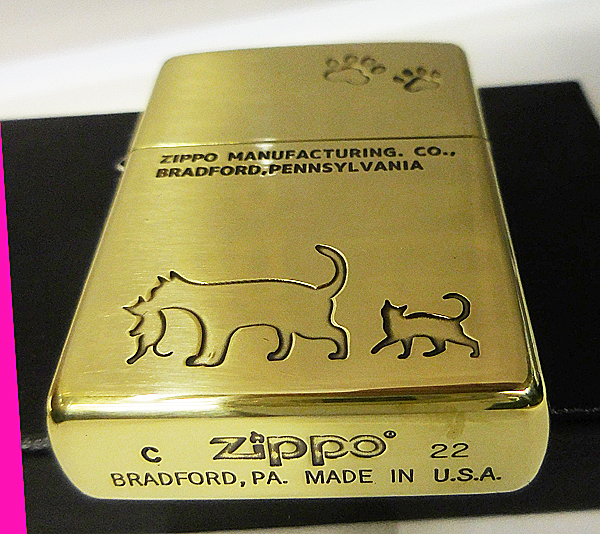 ZIPPO MANUFACTURING. CO.,
BRADFORD,PENNSYLVANIA
C zippo® 22
BRADFORD, PA. MADE IN U.S.A.